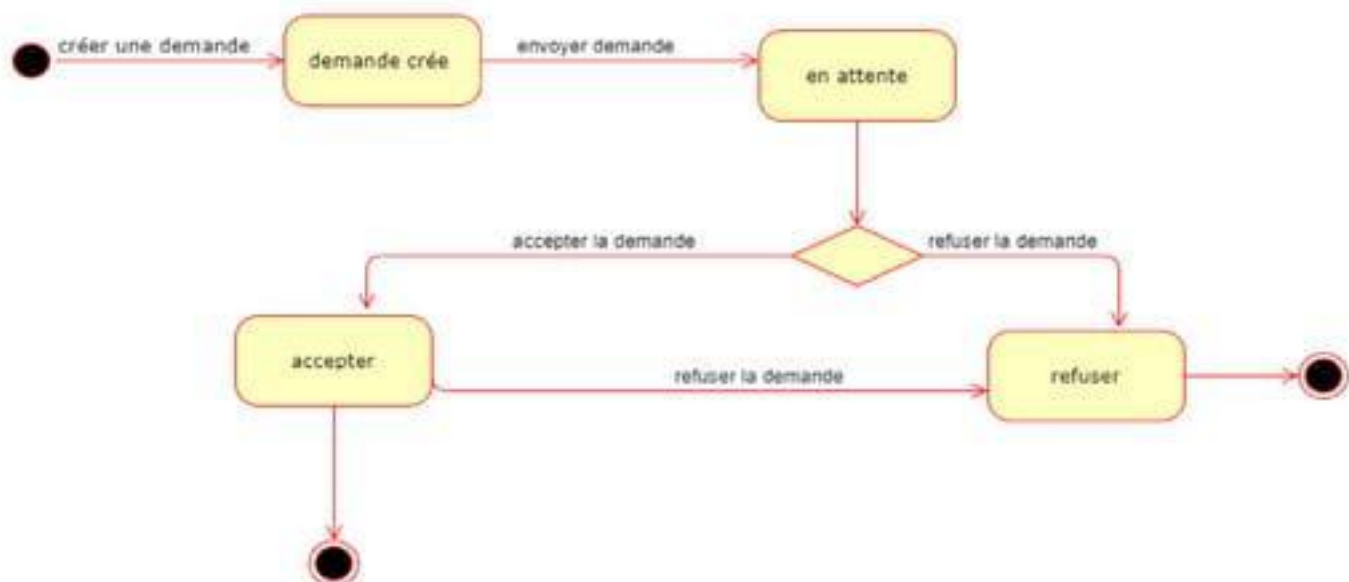 créer une demande
demande crée
envoyer demande
en attente
accepter la demande
refuser la demande
accepter
refuser la demande
refuser